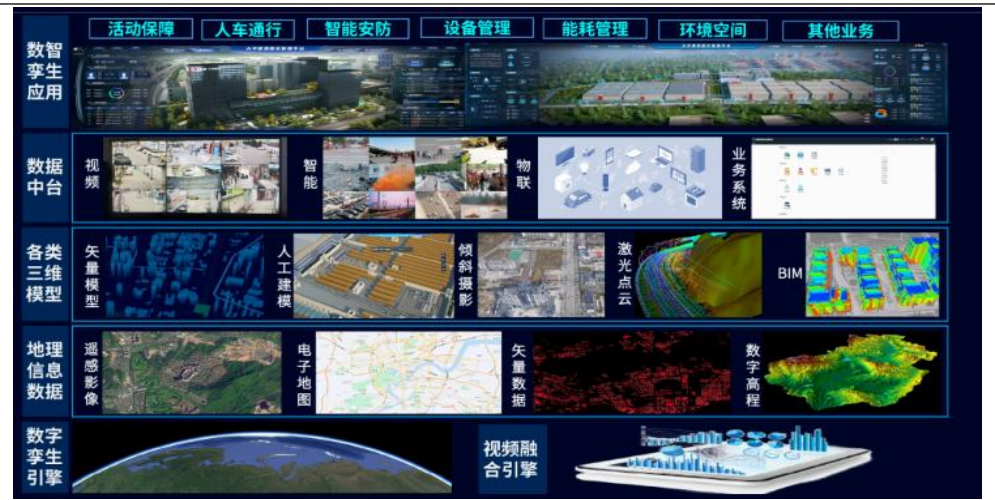 活动保障 人车通行 智能安防 设备管理 能耗管理 环境空间 其他业务
数智
孪生
应用
数据
中台
视频
智能
物联
业务系统
各类
三维
模型
矢量模型
人工建模
倾斜摄影
激光点云
BIM
地理
信息
数据
遥感影像
电子地图
矢量数据
数字高程
数字
孪生
引擎
视频融
合引擎